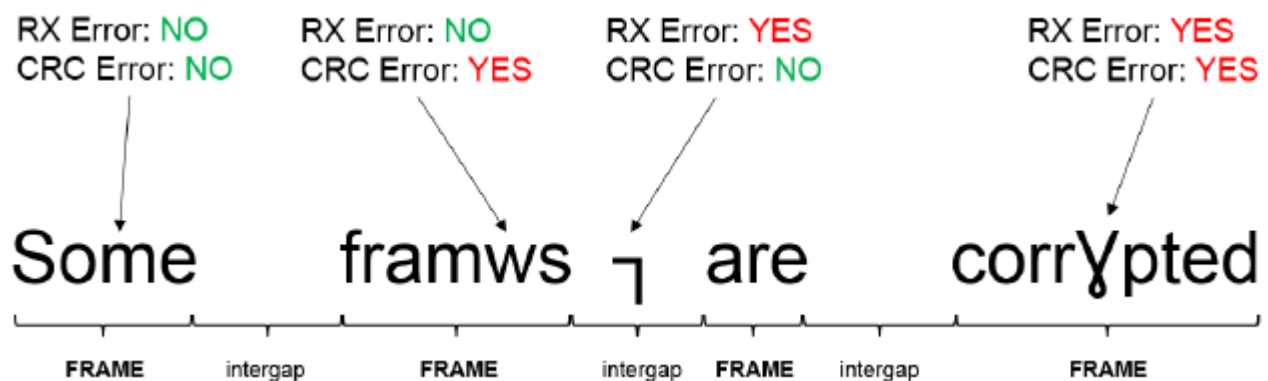 RX Error: NO RX Error: NO RX Error: YES RX Error: YES
CRC Error: NO CRC Error: YES CRC Error: NO CRC Error: YES
Some framws ┐ are corrɣpted
FRAME intergap FRAME intergap FRAME intergap FRAME